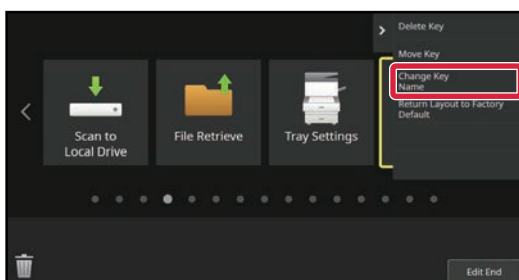 Delete Key
Move Key
Change Key
Name
Return Layout to Factory
Default
Scan to
Local Drive
File Retrieve
Tray Settings
Edit End